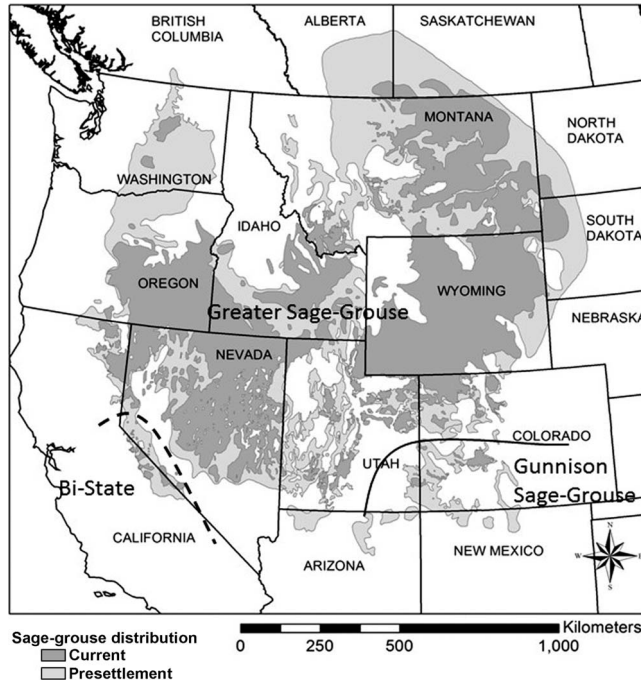 BRITISH
COLUMBIA
ALBERTA
SASKATCHEWAN
MONTANA
NORTH
DAKOTA
WASHINGTON
IDAHO
SOUTH
DAKOTA
OREGON
WYOMING
Greater Sage-Grouse
NEBRASKA
NEVADA
COLORADO
UTAH
Gunnison
Sage-Grouse
Bi-State
CALIFORNIA
ARIZONA
NEW MEXICO
N
W
E
S
Sage-grouse distribution
Current
Presettlement
Kilometers
0 250 500 1,000